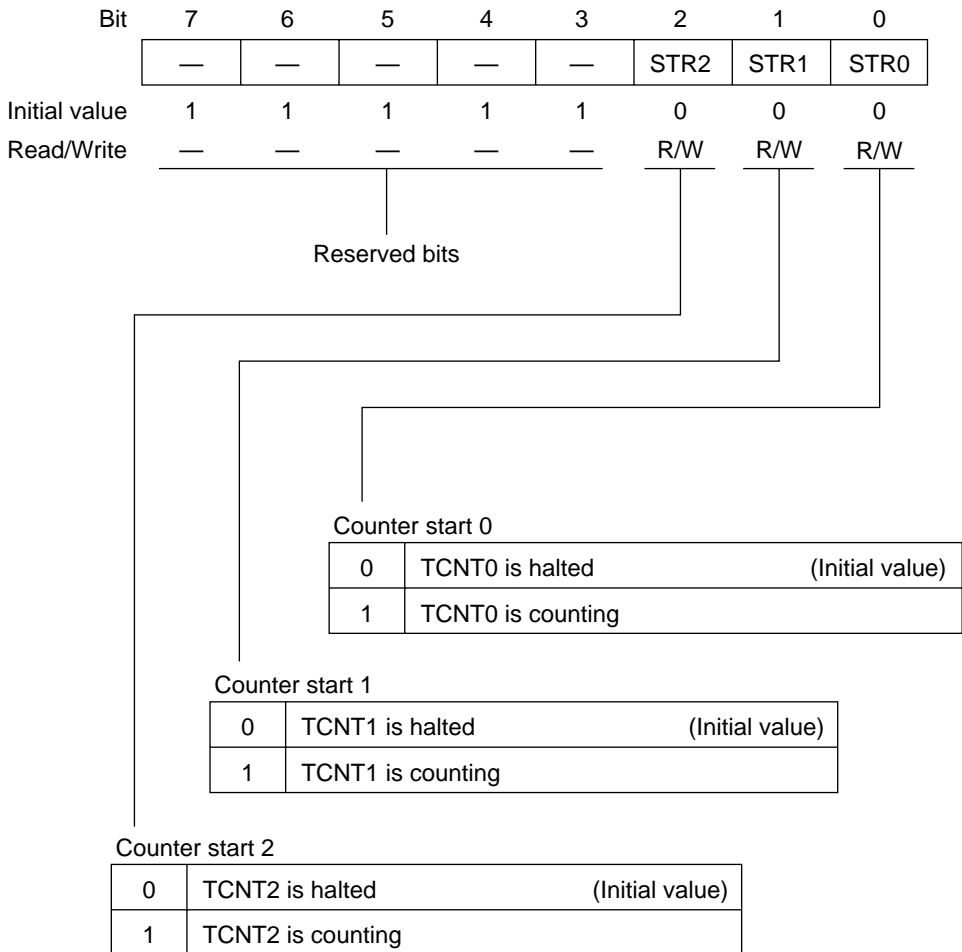 Bit 7 6 5 4 3 2 1 0
— — — — — STR2 STR1 STR0
Initial value 1 1 1 1 1 0 0 0
Read/Write — — — — — R/W R/W R/W
Reserved bits
Counter start 0
0 TCNT0 is halted (Initial value)
1 TCNT0 is counting
Counter start 1
0 TCNT1 is halted (Initial value)
1 TCNT1 is counting
Counter start 2
0 TCNT2 is halted (Initial value)
1 TCNT2 is counting